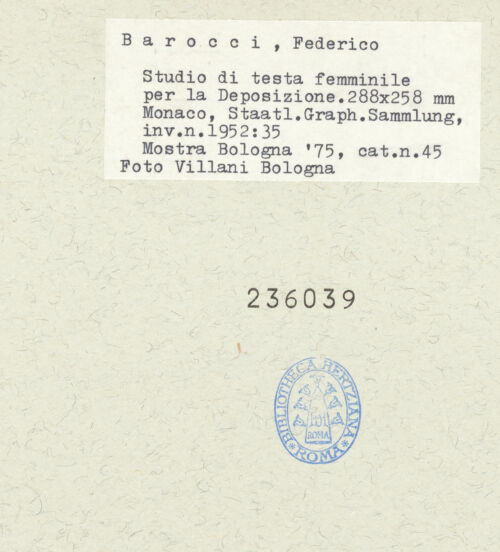 B a r o c c i , Federico
Studio di testa femminile
per la Deposizione.288x258 mm
Monaco, Staatl.Graph.Sammlung,
inv.n.1952:35
Mostra Bologna '75, cat.n.45
Foto Villani Bologna
236039
BIBLIOTHECA HERTZIANA
ROMA
*ROMA*